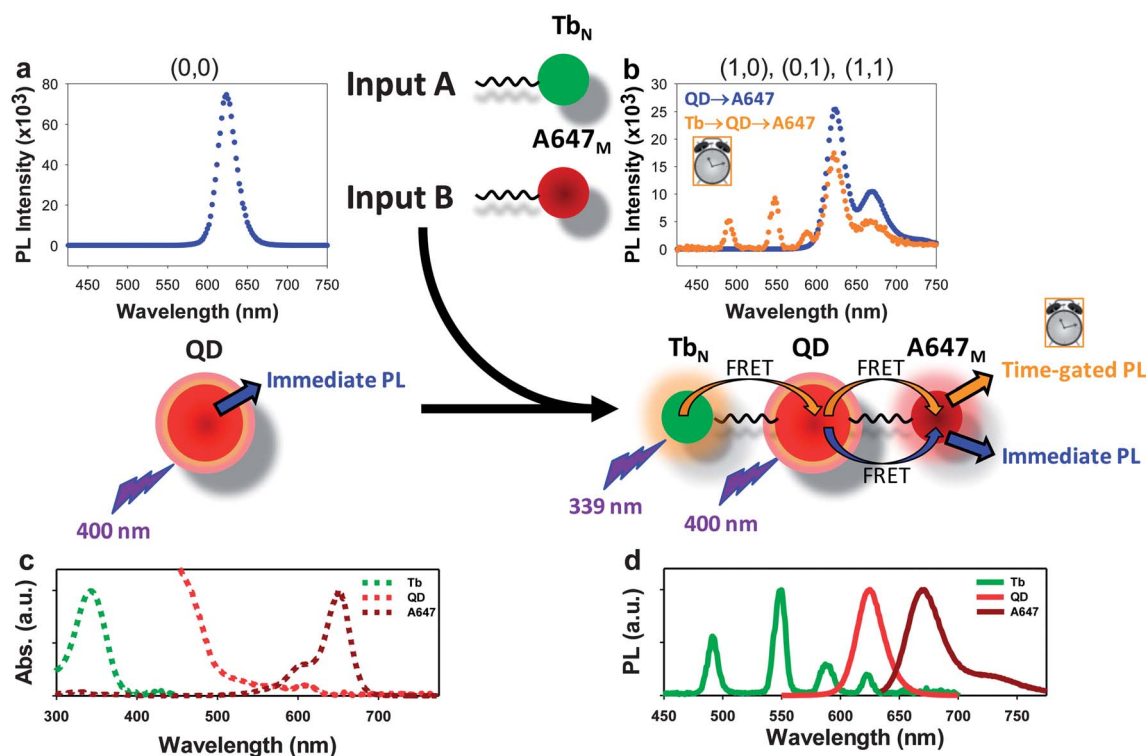 a
(0,0)
PL Intensity (x10³)
80
60
40
20
0
450 500 550 600 650 700 750
Wavelength (nm)
Tb_N
Input A
A647_M
Input B
b
(1,0), (0,1), (1,1)
PL Intensity (x10³)
30
25
20
15
10
5
0
QD→A647
Tb→QD→A647
450 500 550 600 650 700 750
Wavelength (nm)
QD
Immediate PL
400 nm
Tb_N
QD
A647_M
FRET
FRET
Time-gated PL
FRET
Immediate PL
339 nm
400 nm
c
Abs. (a.u.)
Tb
QD
A647
300 400 500 600 700
Wavelength (nm)
d
PL (a.u.)
Tb
QD
A647
450 500 550 600 650 700 750
Wavelength (nm)